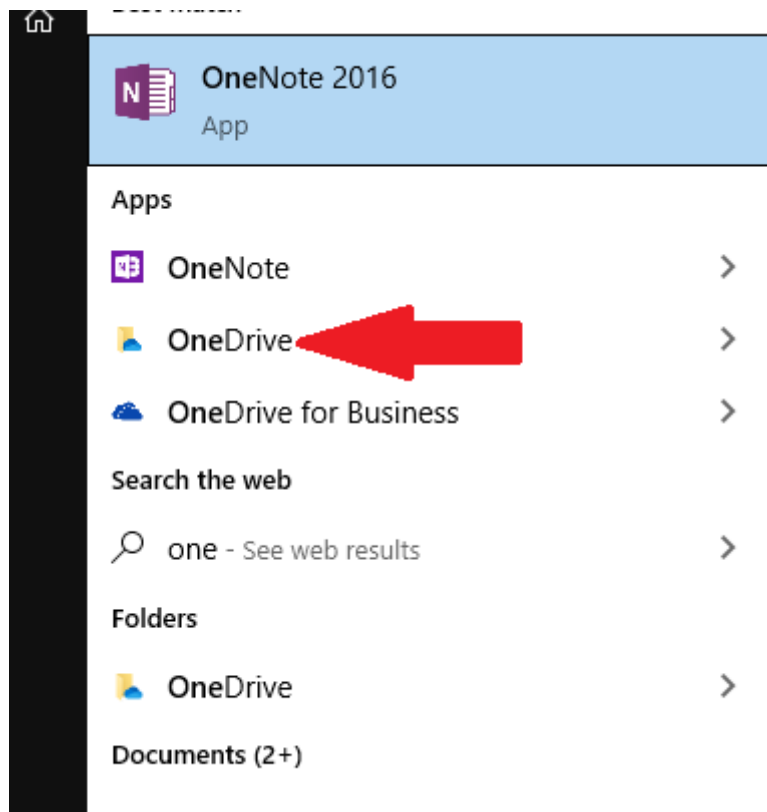 OneNote 2016
App
Apps
OneNote
OneDrive
OneDrive for Business
Search the web
one - See web results
Folders
OneDrive
Documents (2+)